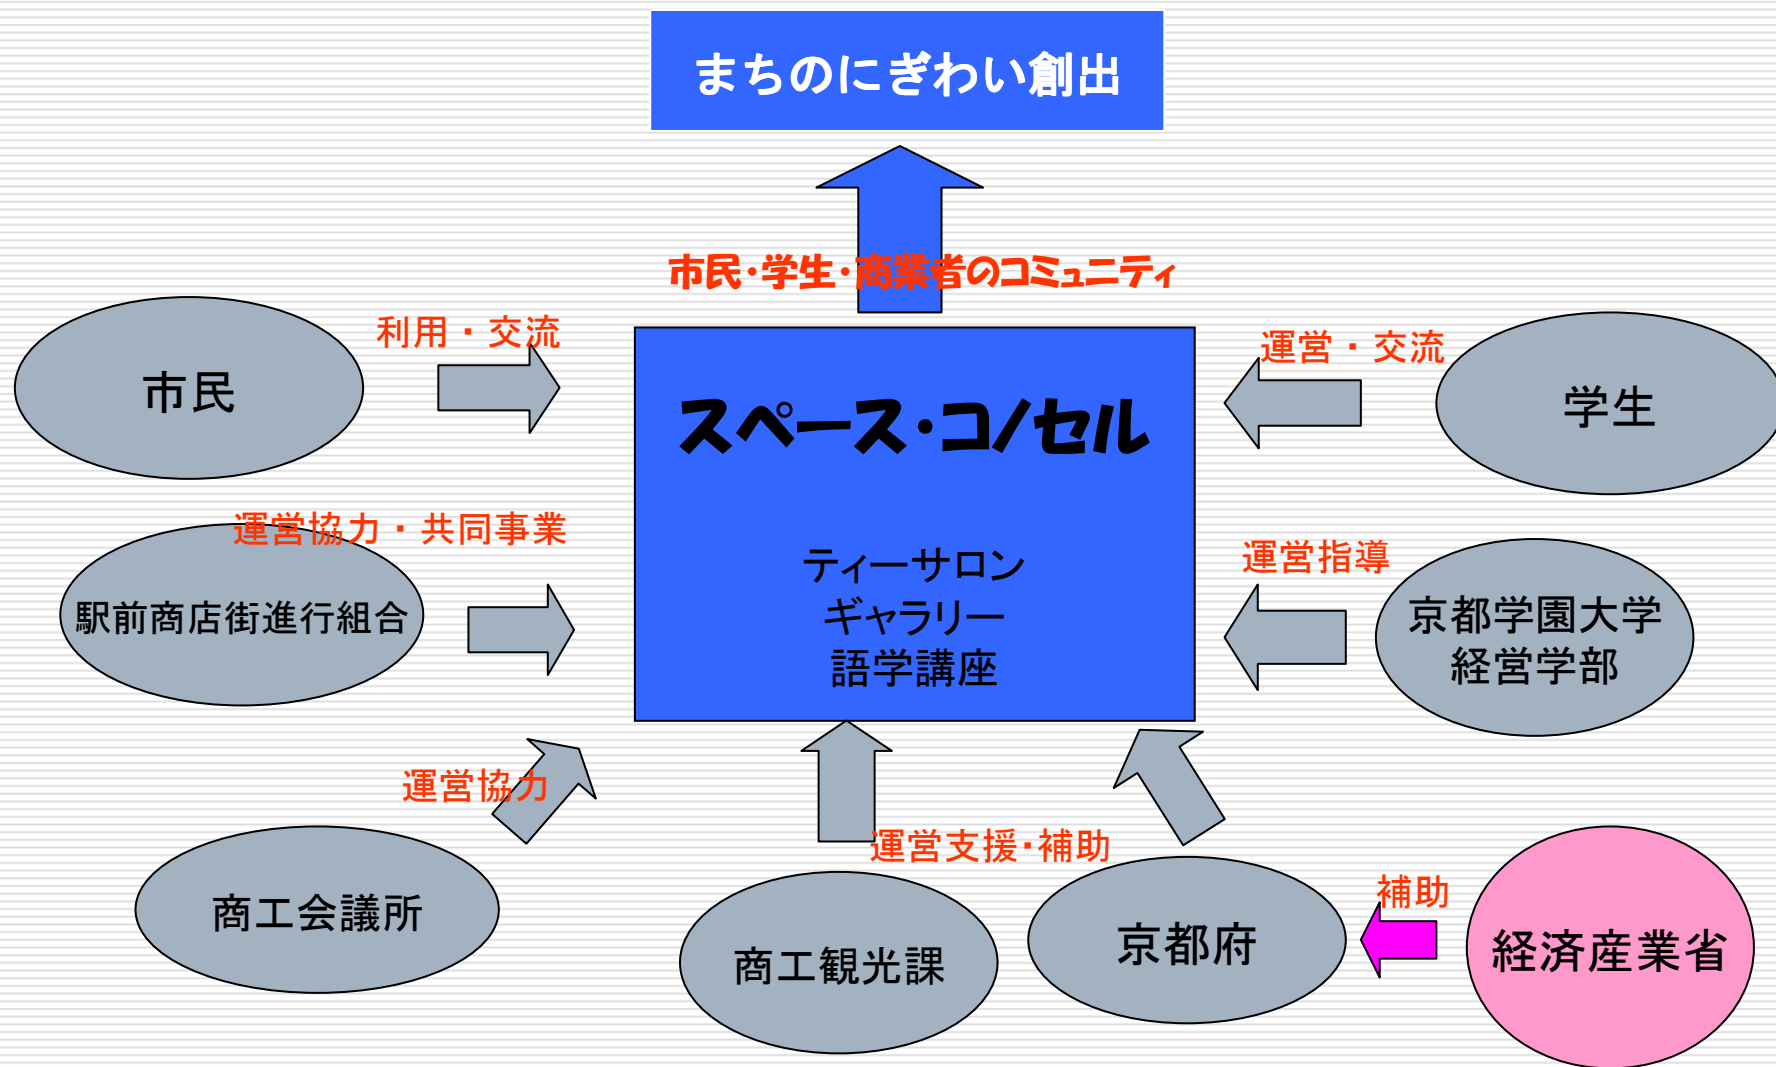 まちのにぎわい創出
市民・学生・商業者のコミュニティ
利用・交流
運営・交流
市民
スペース・コノセル
学生
運営協力・共同事業
運営指導
駅前商店街進行組合
ティーサロン
ギャラリー
語学講座
京都学園大学
経営学部
運営協力
運営支援・補助
補助
商工会議所
商工観光課
京都府
経済産業省